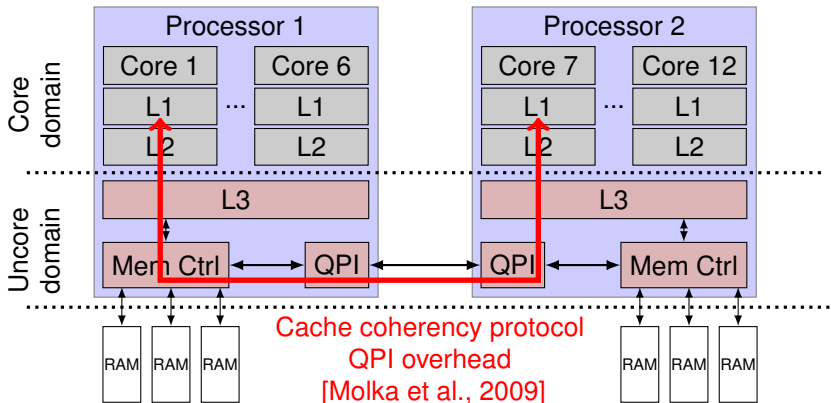 Processor 1
Processor 2
Core domain
Core 1
Core 6
Core 7
Core 12
L1
...
L1
L1
...
L1
L2
L2
L2
L2
Uncore domain
L3
L3
Mem Ctrl
QPI
QPI
Mem Ctrl
RAM
RAM
RAM
Cache coherency protocol
QPI overhead
[Molka et al., 2009]
RAM
RAM
RAM